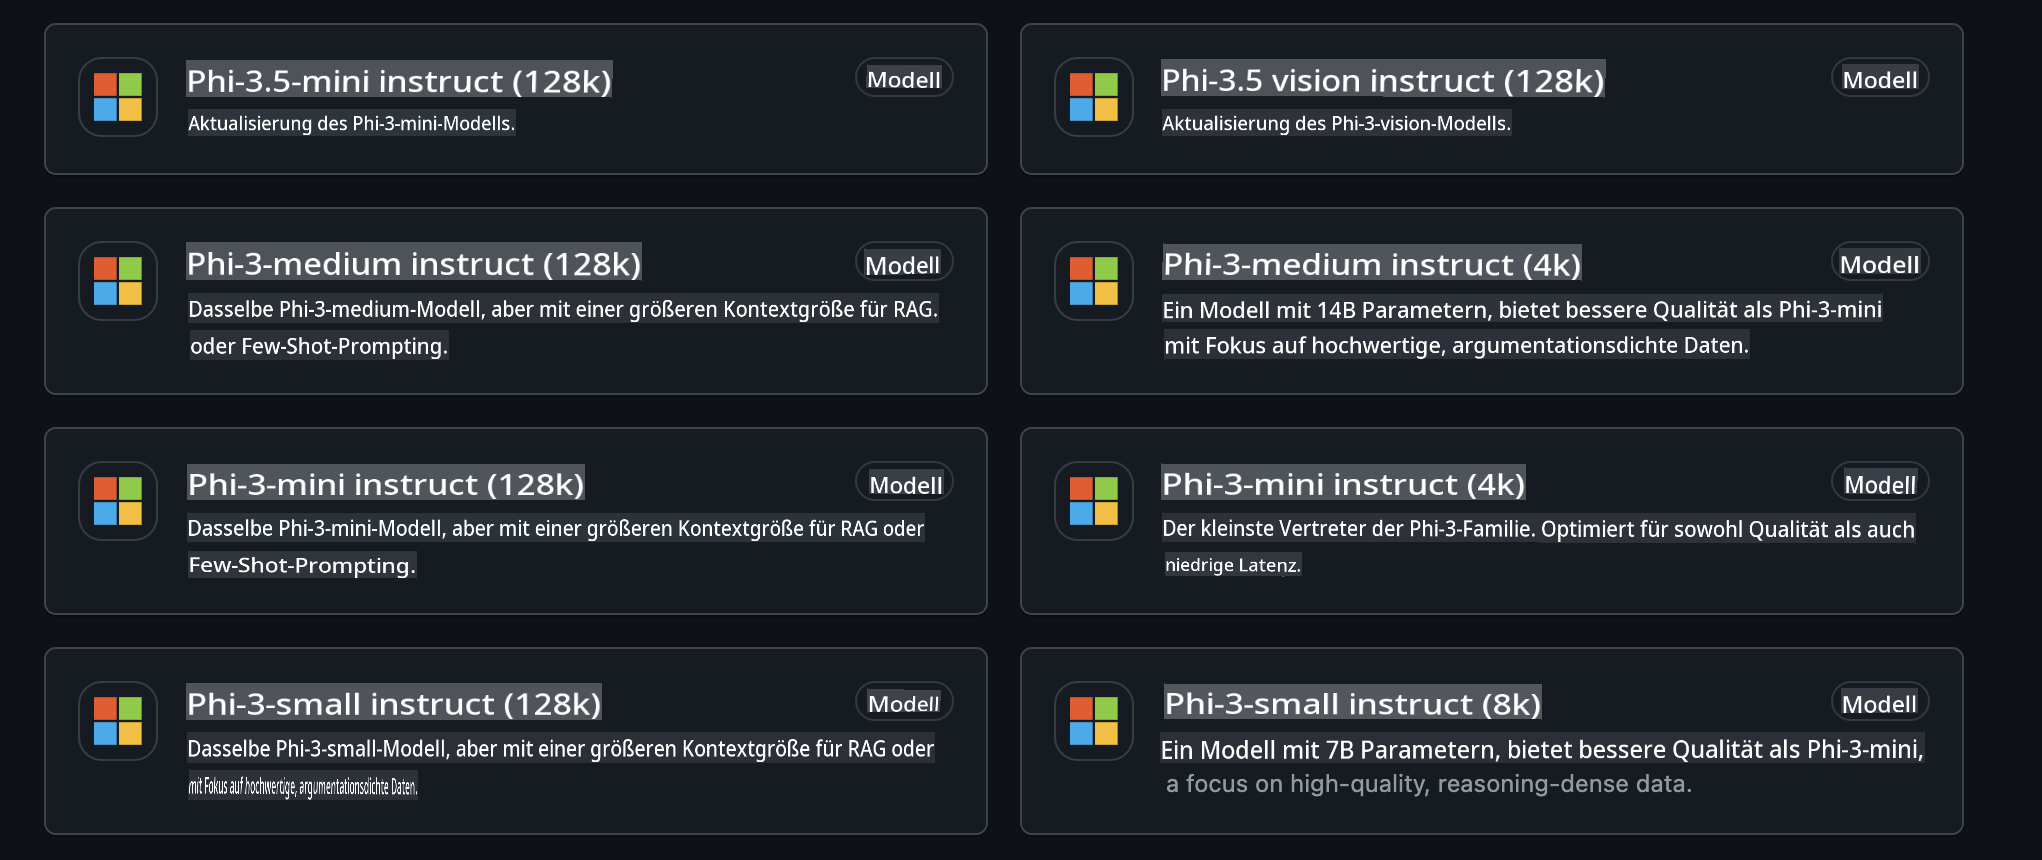 Phi-3.5-mini instruct (128k)
Modell
Aktualisierung des Phi-3-mini-Modells.
Phi-3.5 vision instruct (128k)
Modell
Aktualisierung des Phi-3-vision-Modells.
Phi-3-medium instruct (128k)
Modell
Dasselbe Phi-3-medium-Modell, aber mit einer größeren Kontextgröße für RAG.
oder Few-Shot-Prompting.
Phi-3-medium instruct (4k)
Modell
Ein Modell mit 14B Parametern, bietet bessere Qualität als Phi-3-mini
mit Fokus auf hochwertige, argumentationsdichte Daten.
Phi-3-mini instruct (128k)
Modell
Dasselbe Phi-3-mini-Modell, aber mit einer größeren Kontextgröße für RAG oder
Few-Shot-Prompting.
Phi-3-mini instruct (4k)
Modell
Der kleinste Vertreter der Phi-3-Familie. Optimiert für sowohl Qualität als auch
niedrige Latenz.
Phi-3-small instruct (128k)
Modell
Dasselbe Phi-3-small-Modell, aber mit einer größeren Kontextgröße für RAG oder
mit Fokus auf hochwertige, argumentationsdichte Daten.
Phi-3-small instruct (8k)
Modell
Ein Modell mit 7B Parametern, bietet bessere Qualität als Phi-3-mini,
a focus on high-quality, reasoning-dense data.